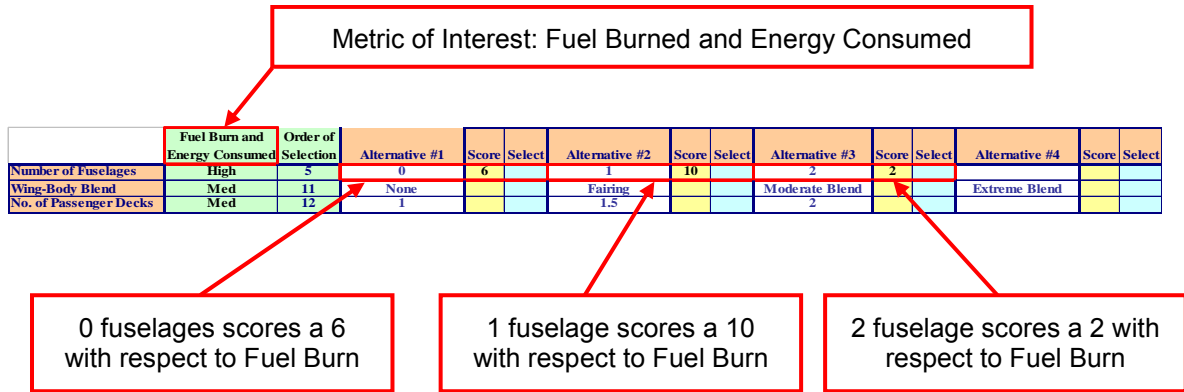 Metric of Interest: Fuel Burned and Energy Consumed
Fuel Burn and Energy Consumed Order of Selection Alternative #1 Score Select Alternative #2 Score Select Alternative #3 Score Select Alternative #4 Score Select
Number of Fuselages High 5 0 6 1 10 2 2
Wing-Body Blend Med 11 None Fairing Moderate Blend Extreme Blend
No. of Passenger Decks Med 12 1 1.5 2
0 fuselages scores a 6
with respect to Fuel Burn
1 fuselage scores a 10
with respect to Fuel Burn
2 fuselage scores a 2 with
respect to Fuel Burn